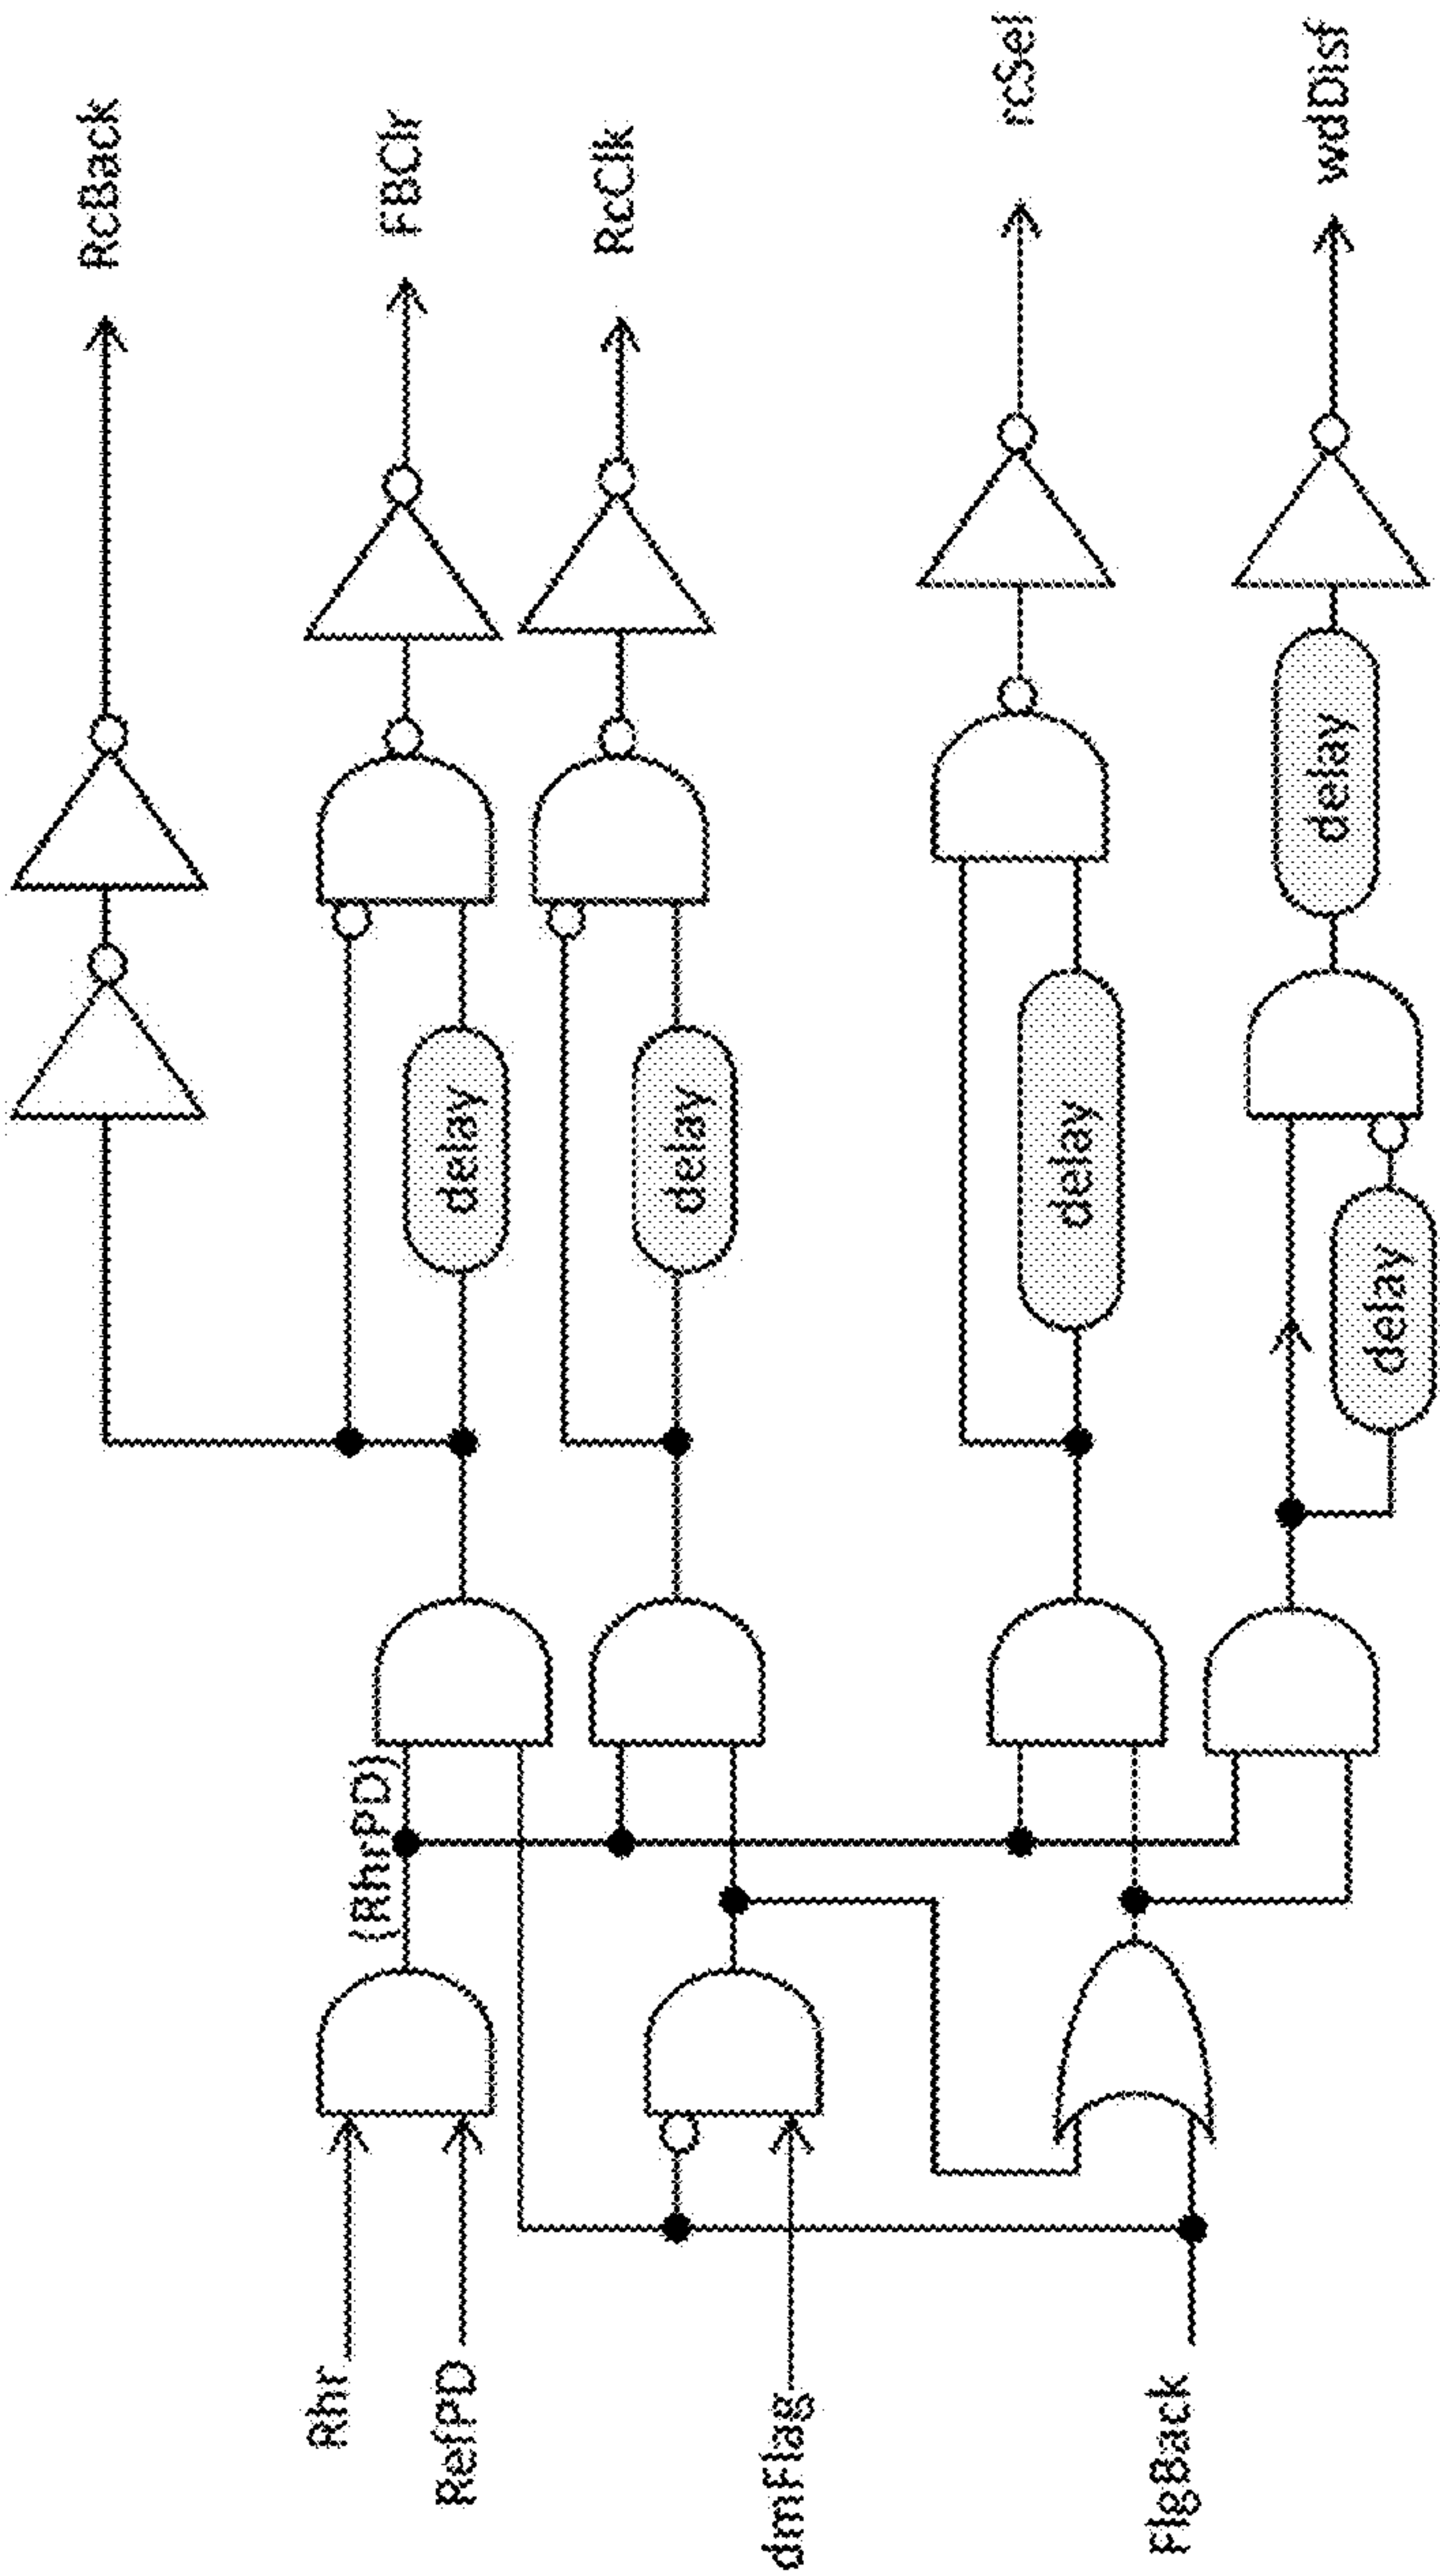 Rhr
RefPD
dmFlag
FlgBack
(RhrPD)
delay
delay
delay
delay
delay
RcBack
FBClr
RcClk
rcSel
wdDisf